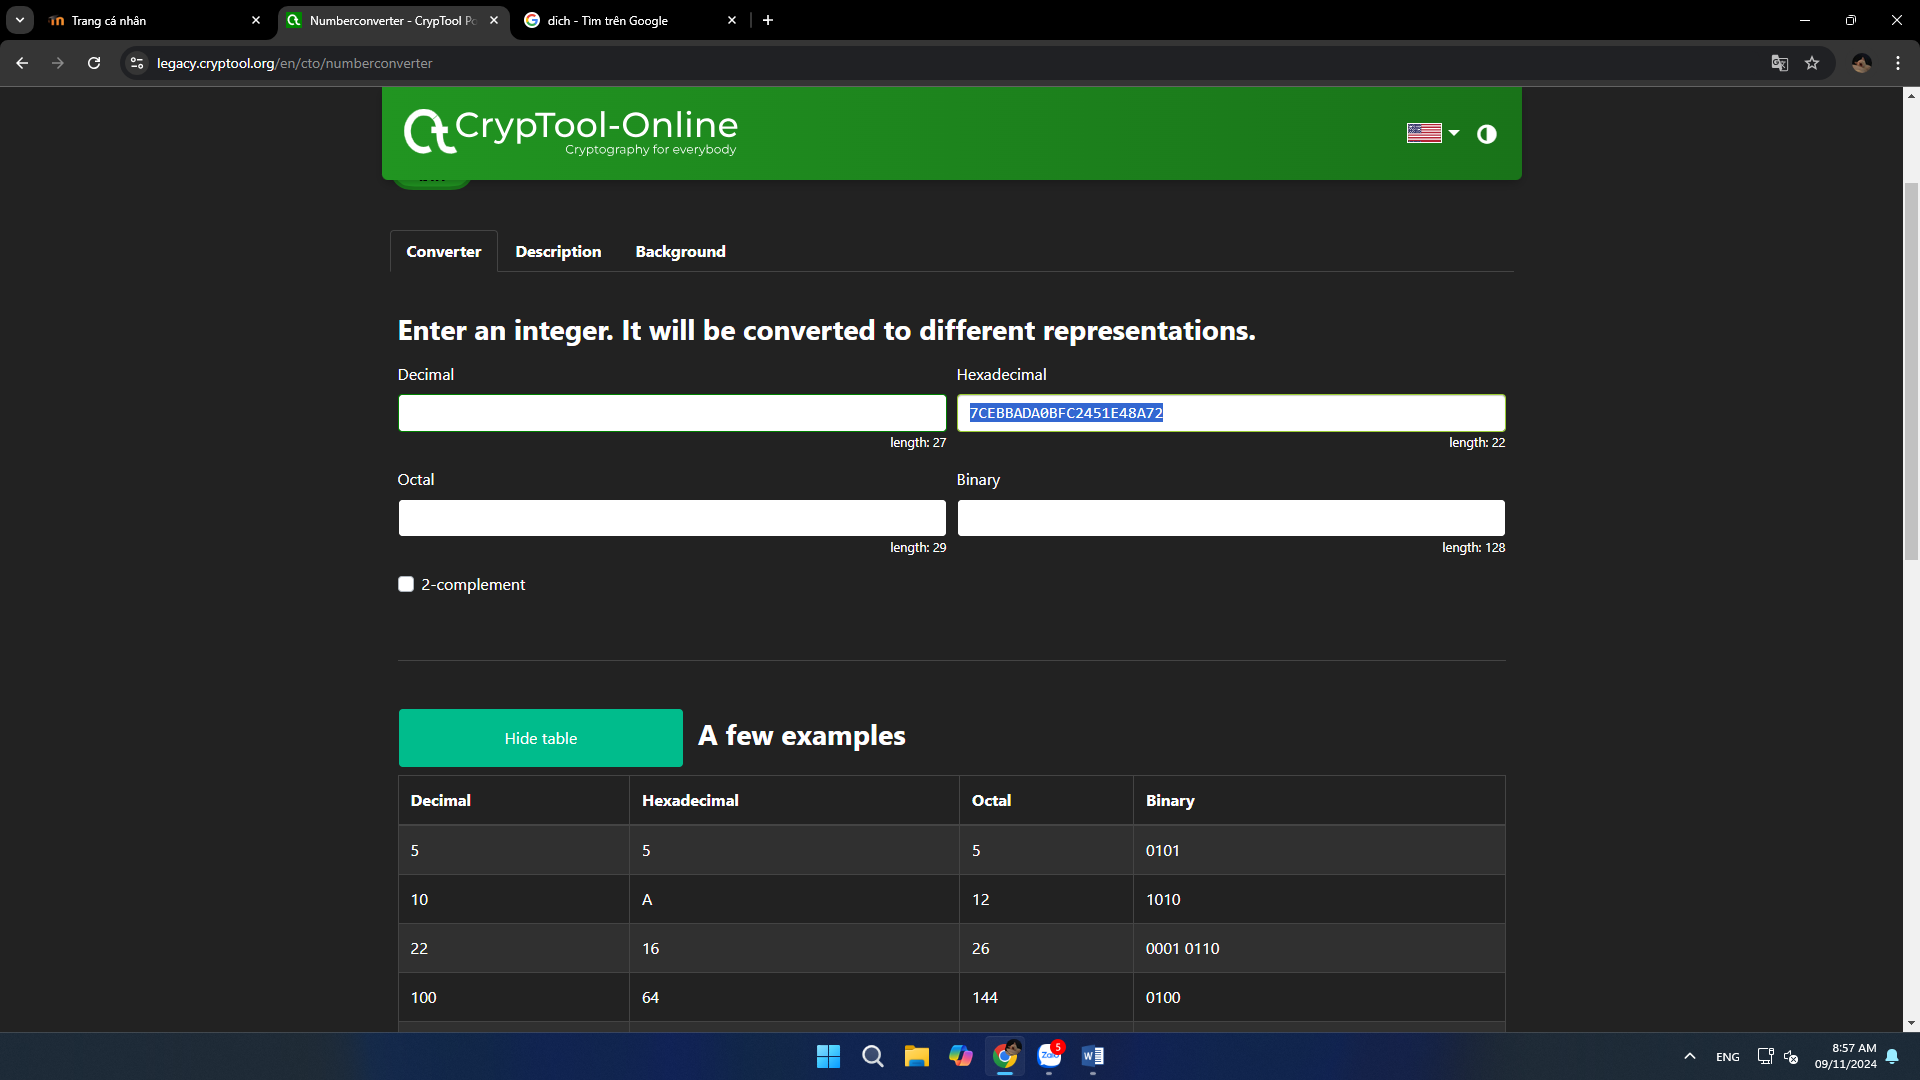 Trang cá nhân
Numberconverter - CrypTool Po
dich - Tìm trên Google
legacy.cryptool.org/en/cto/numberconverter
CrypTool-Online
Cryptography for everybody
Converter
Description
Background
Enter an integer. It will be converted to different representations.
Decimal
Hexadecimal
7CEBBADA0BFC2451E48A72
length: 27
length: 22
Octal
Binary
length: 29
length: 128
2-complement
Hide table
A few examples
Decimal Hexadecimal Octal Binary
5 5 5 0101
10 A 12 1010
22 16 26 0001 0110
100 64 144 0100
Zalo
5
ENG
8:57 AM
09/11/2024